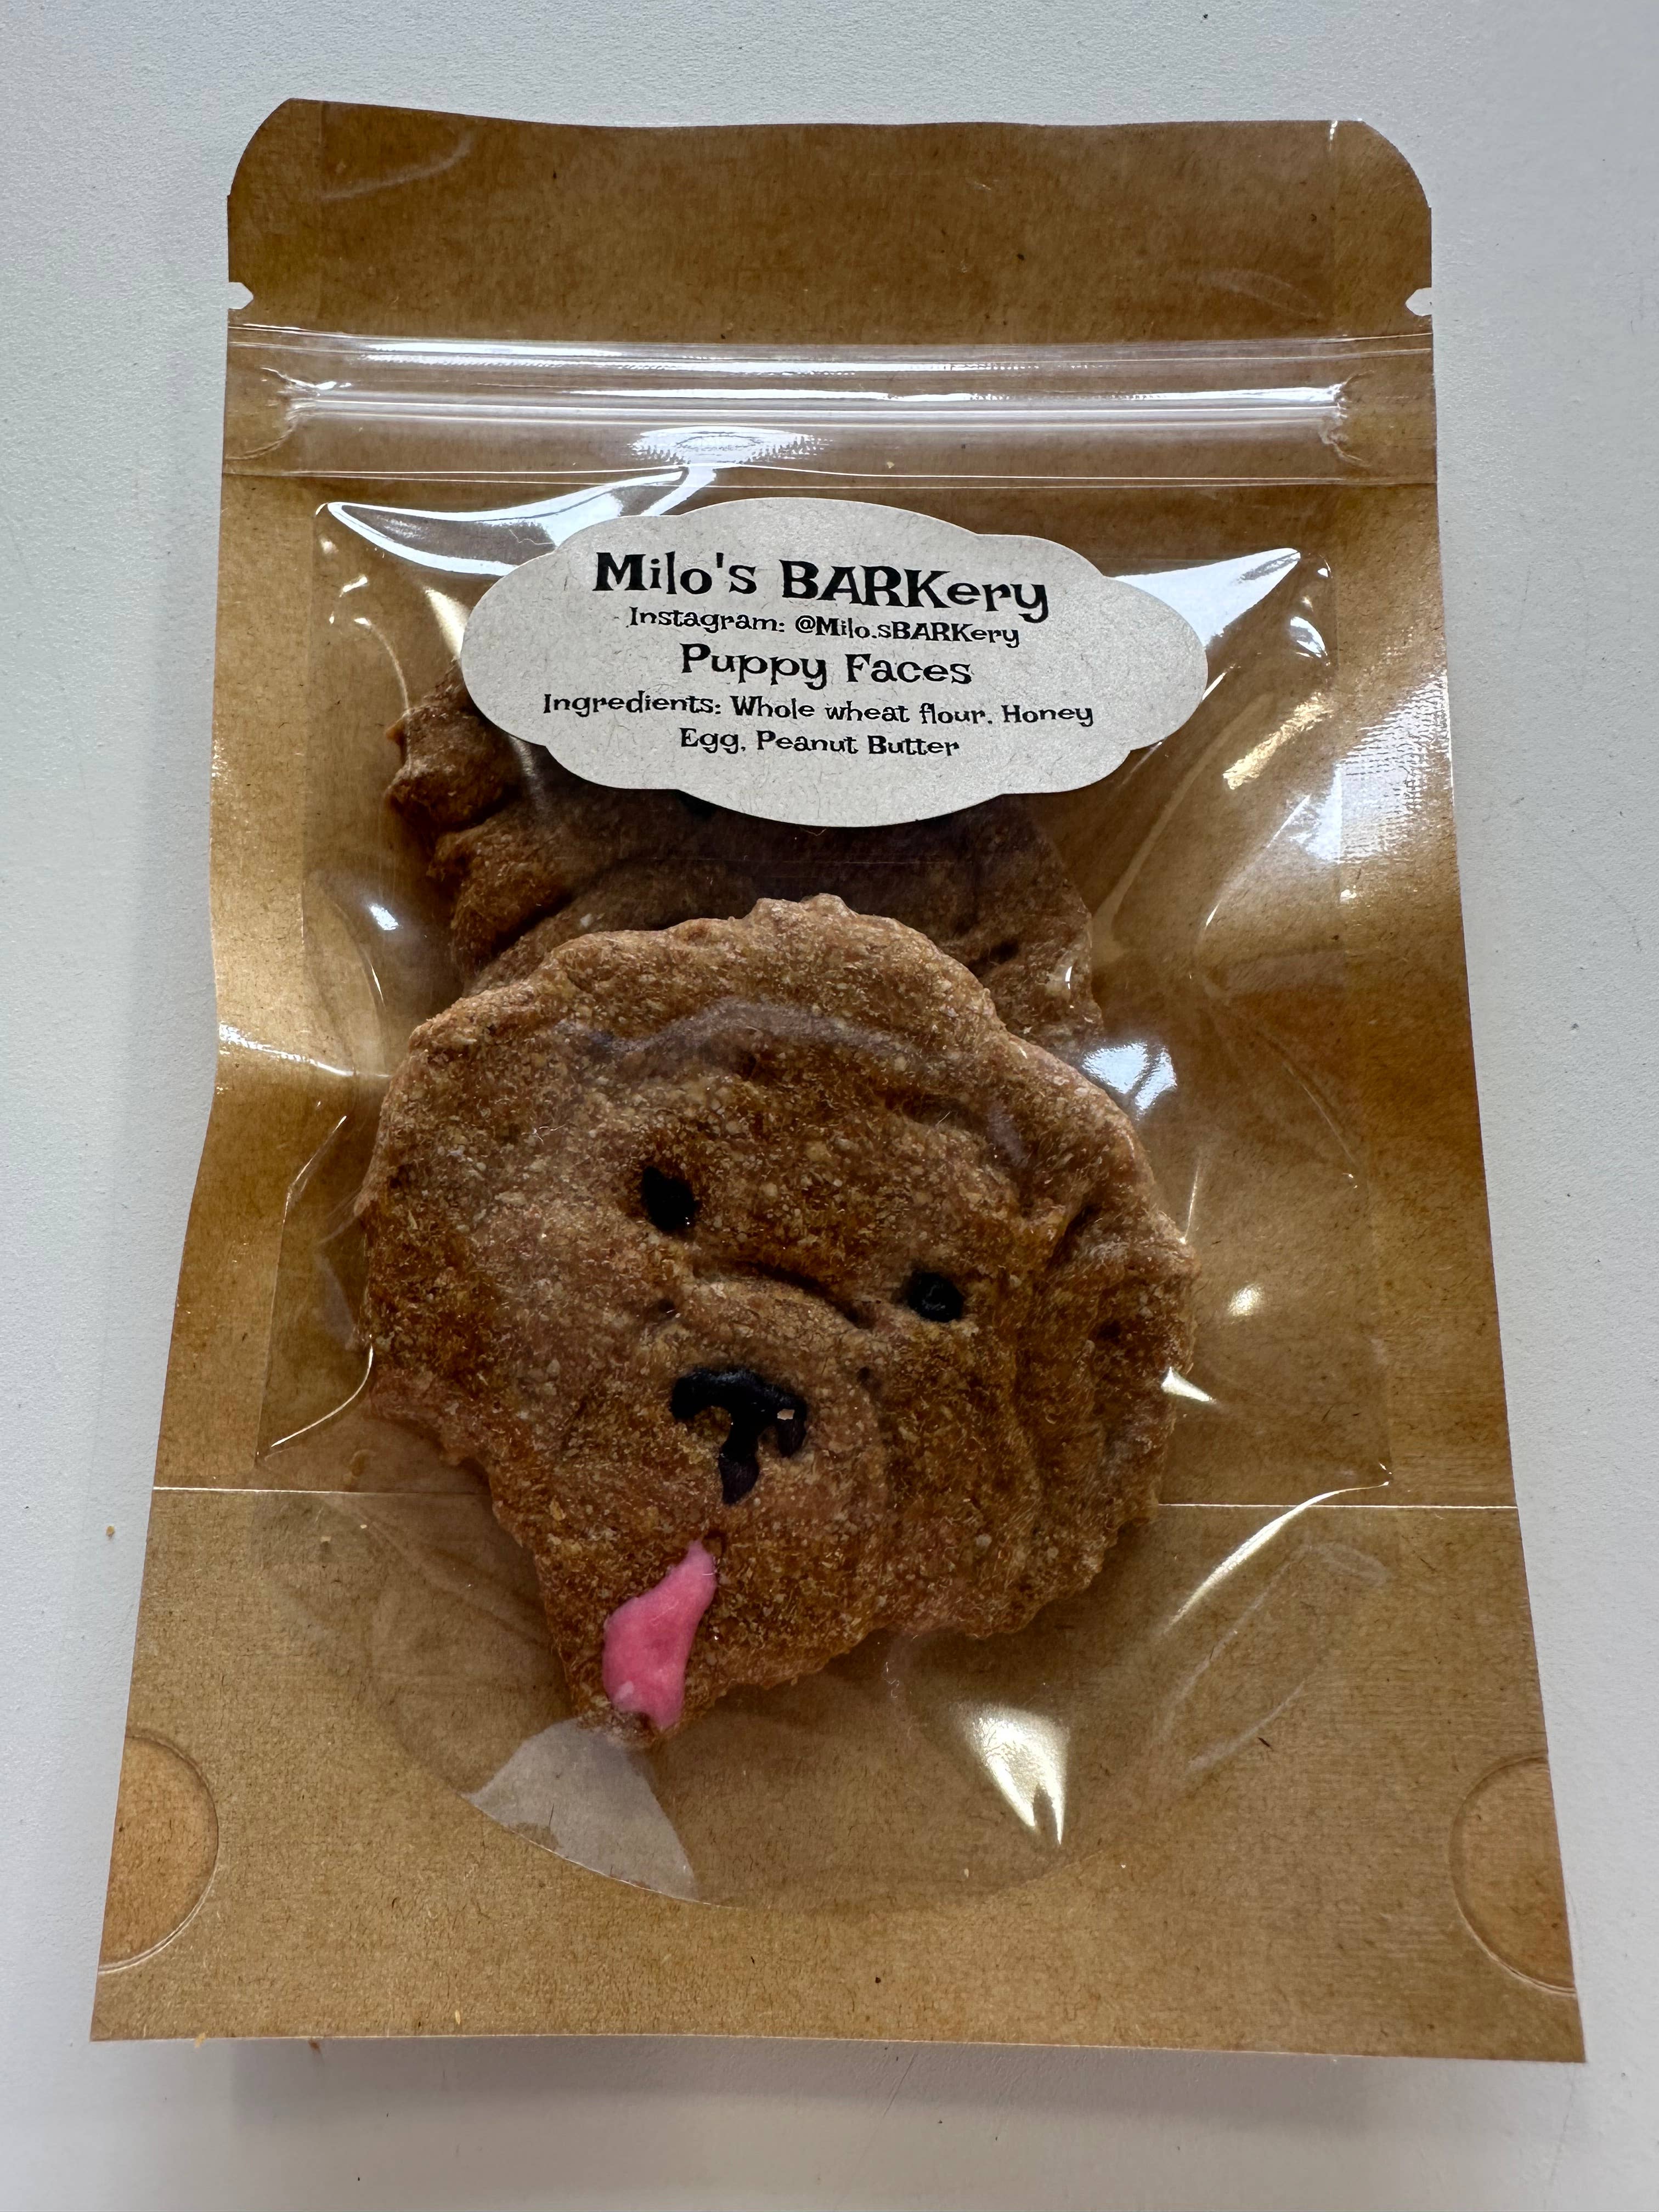 Milo's BARKery
Instagram: @Milo.sBARKery
Puppy Faces
Ingredients: Whole wheat flour, Honey
Egg, Peanut Butter